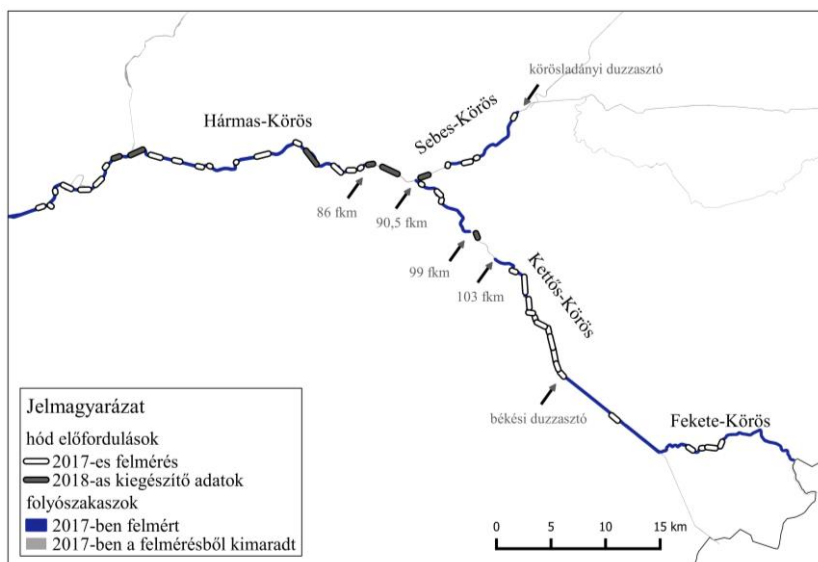 körösladányi duzzasztó
Hármas-Körös
Sebes-Körös
86 fkm
90,5 fkm
99 fkm
103 fkm
Kettős-Körös
békési duzzasztó
Fekete-Körös
Jelmagyarázat
hód előfordulások
2017-es felmérés
2018-as kiegészítő adatok
folyószakaszok
2017-ben felmért
2017-ben a felmérésből kimaradt
0 5 10 15 km